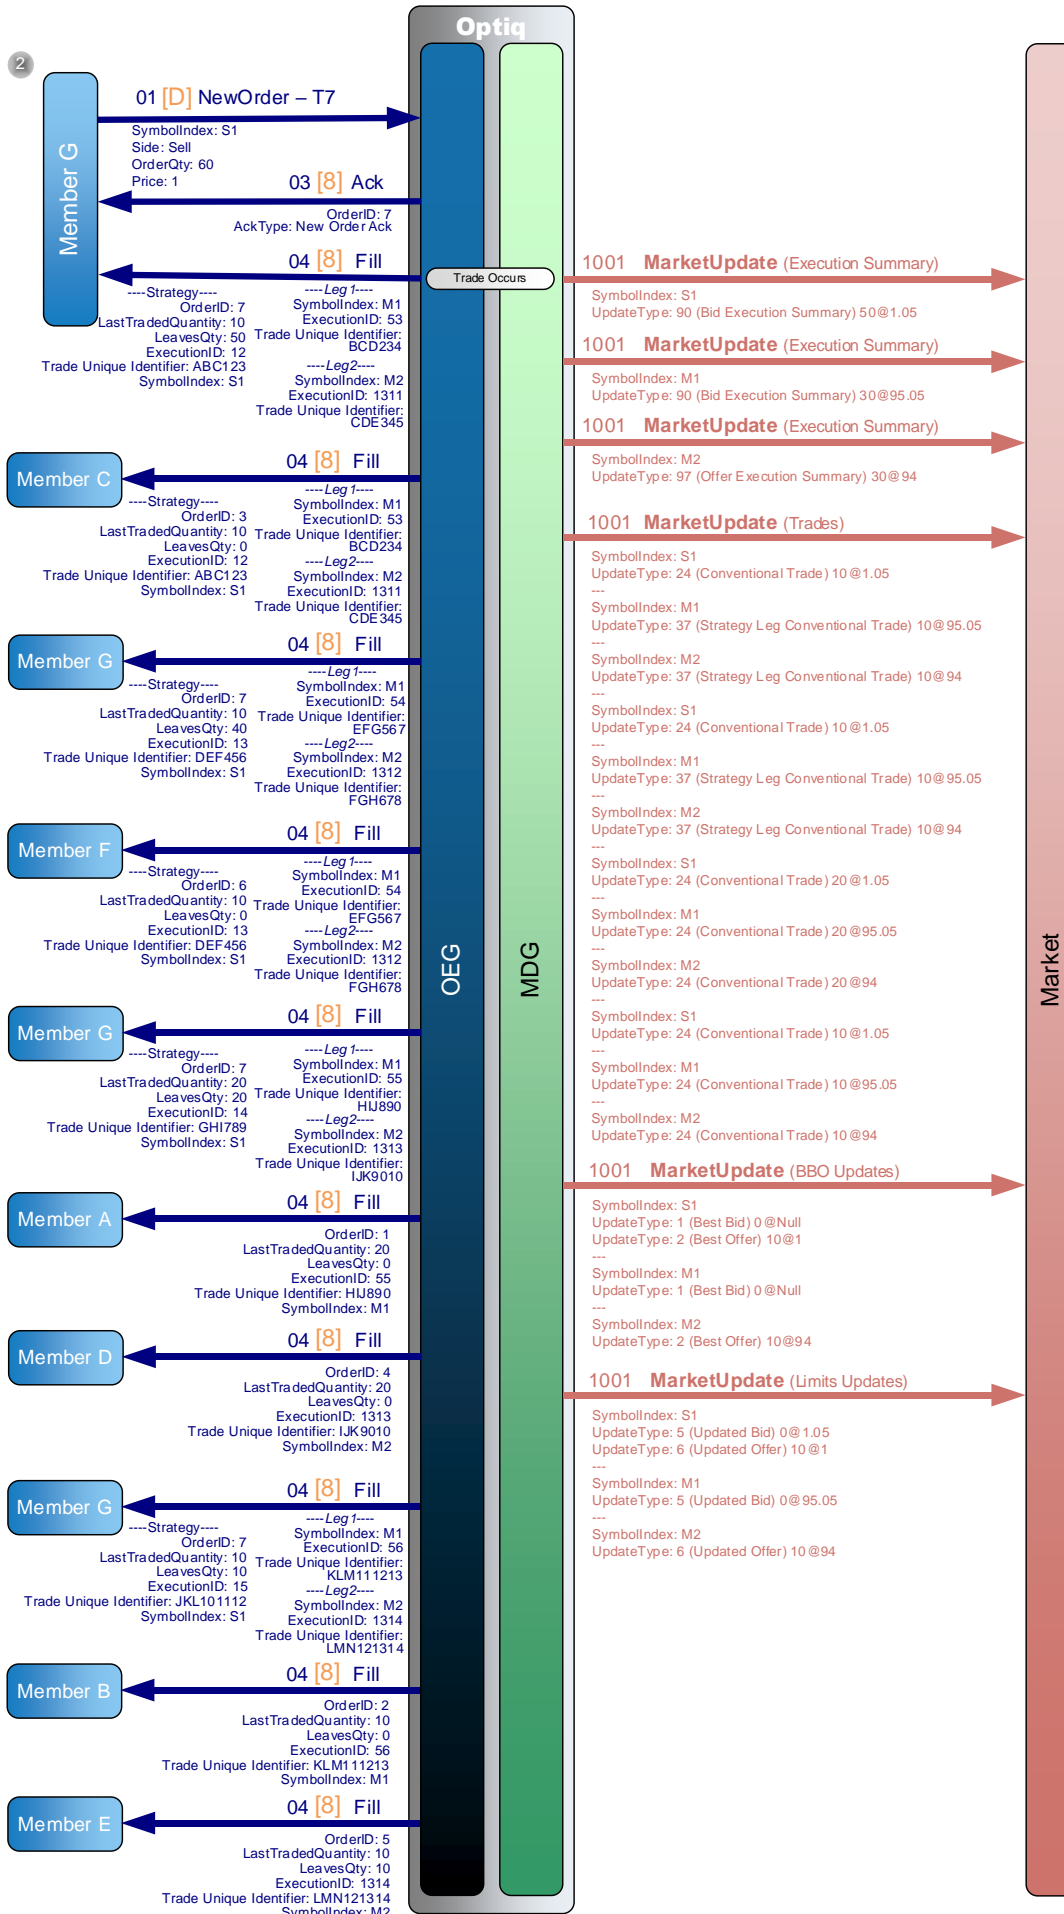 Optiq
2
Member G
01 [D] NewOrder – T7
SymbolIndex: S1
Side: Sell
OrderQty: 60
Price: 1
03 [8] Ack
OrderID: 7
AckType: New Order Ack
04 [8] Fill
Trade Occurs
----Strategy----
OrderID: 7
LastTradedQuantity: 10
LeavesQty: 50
ExecutionID: 12
Trade Unique Identifier: ABC123
SymbolIndex: S1
----Leg1----
SymbolIndex: M1
ExecutionID: 53
Trade Unique Identifier:
BCD234
----Leg2----
SymbolIndex: M2
ExecutionID: 1311
Trade Unique Identifier:
CDE345
Member C
04 [8] Fill
----Strategy----
OrderID: 3
LastTradedQuantity: 10
LeavesQty: 0
ExecutionID: 12
Trade Unique Identifier: ABC123
SymbolIndex: S1
----Leg1----
SymbolIndex: M1
ExecutionID: 53
Trade Unique Identifier:
BCD234
----Leg2----
SymbolIndex: M2
ExecutionID: 1311
Trade Unique Identifier:
CDE345
Member G
04 [8] Fill
----Strategy----
OrderID: 7
LastTradedQuantity: 10
LeavesQty: 40
ExecutionID: 13
Trade Unique Identifier: DEF456
SymbolIndex: S1
----Leg1----
SymbolIndex: M1
ExecutionID: 54
Trade Unique Identifier:
EFG567
----Leg2----
SymbolIndex: M2
ExecutionID: 1312
Trade Unique Identifier:
FGH678
Member F
04 [8] Fill
----Strategy----
OrderID: 6
LastTradedQuantity: 10
LeavesQty: 0
Execution ID: 13
Trade Unique Identifier: DEF456
SymbolIndex: S1
----Leg1----
SymbolIndex: M1
ExecutionID: 54
Trade Unique Identifier:
EFG567
----Leg2----
SymbolIndex: M2
ExecutionID: 1312
Trade Unique Identifier:
FGH678
Member G
04 [8] Fill
----Strategy----
OrderID: 7
LastTradedQuantity: 20
LeavesQty: 20
ExecutionID: 14
Trade Unique Identifier: GHI789
SymbolIndex: S1
----Leg1----
SymbolIndex: M1
ExecutionID: 55
Trade Unique Identifier:
HIJ890
----Leg2----
SymbolIndex: M2
ExecutionID: 1313
Trade Unique Identifier:
IJK9010
Member A
04 [8] Fill
OrderID: 1
LastTradedQuantity: 20
LeavesQty: 0
ExecutionID: 55
Trade Unique Identifier: HIJ890
SymbolIndex: M1
Member D
04 [8] Fill
OrderID: 4
LastTradedQuantity: 20
LeavesQty: 0
ExecutionID: 1313
Trade Unique Identifier: IJK9010
SymbolIndex: M2
Member G
04 [8] Fill
----Strategy----
OrderID: 7
LastTradedQuantity: 10
LeavesQty: 10
ExecutionID: 15
Trade Unique Identifier: JKL101112
SymbolIndex: S1
----Leg1----
SymbolIndex: M1
ExecutionID: 56
Trade Unique Identifier:
KLM111213
----Leg2----
SymbolIndex: M2
ExecutionID: 1314
Trade Unique Identifier:
LMN121314
Member B
04 [8] Fill
OrderID: 2
LastTradedQuantity: 10
LeavesQty: 0
ExecutionID: 56
Trade Unique Identifier: KLM111213
SymbolIndex: M1
Member E
04 [8] Fill
OrderID: 5
LastTradedQuantity: 10
LeavesQty: 10
ExecutionID: 1314
Trade Unique Identifier: LMN121314
SymbolIndex: M2
OEG
MDG
1001 MarketUpdate (Execution Summary)
SymbolIndex: S1
UpdateType: 90 (Bid Execution Summary) 50@1.05
1001 MarketUpdate (Execution Summary)
SymbolIndex: M1
UpdateType: 90 (Bid Execution Summary) 30@95.05
1001 MarketUpdate (Execution Summary)
SymbolIndex: M2
UpdateType: 97 (Offer Execution Summary) 30@94
1001 MarketUpdate (Trades)
SymbolIndex: S1
UpdateType: 24 (Conventional Trade) 10@1.05
---
SymbolIndex: M1
UpdateType: 37 (Strategy Leg Conventional Trade) 10@95.05
---
SymbolIndex: M2
UpdateType: 37 (Strategy Leg Conventional Trade) 10@94
---
SymbolIndex: S1
UpdateType: 24 (Conventional Trade) 10@1.05
---
SymbolIndex: M1
UpdateType: 37 (Strategy Leg Conventional Trade) 10@95.05
---
SymbolIndex: M2
UpdateType: 37 (Strategy Leg Conventional Trade) 10@94
---
SymbolIndex: S1
UpdateType: 24 (Conventional Trade) 20@1.05
---
SymbolIndex: M1
UpdateType: 24 (Conventional Trade) 20@95.05
---
SymbolIndex: M2
UpdateType: 24 (Conventional Trade) 20@94
---
SymbolIndex: S1
UpdateType: 24 (Conventional Trade) 10@1.05
---
SymbolIndex: M1
UpdateType: 24 (Conventional Trade) 10@95.05
---
SymbolIndex: M2
UpdateType: 24 (Conventional Trade) 10@94
1001 MarketUpdate (BBO Updates)
SymbolIndex: S1
UpdateType: 1 (Best Bid) 0@Null
UpdateType: 2 (Best Offer) 10@1
---
SymbolIndex: M1
UpdateType: 1 (Best Bid) 0@Null
---
SymbolIndex: M2
UpdateType: 2 (Best Offer) 10@94
1001 MarketUpdate (Limits Updates)
SymbolIndex: S1
UpdateType: 5 (Updated Bid) 0@1.05
UpdateType: 6 (Updated Offer) 10@1
---
SymbolIndex: M1
UpdateType: 5 (Updated Bid) 0@95.05
---
SymbolIndex: M2
UpdateType: 6 (Updated Offer) 10@94
Market